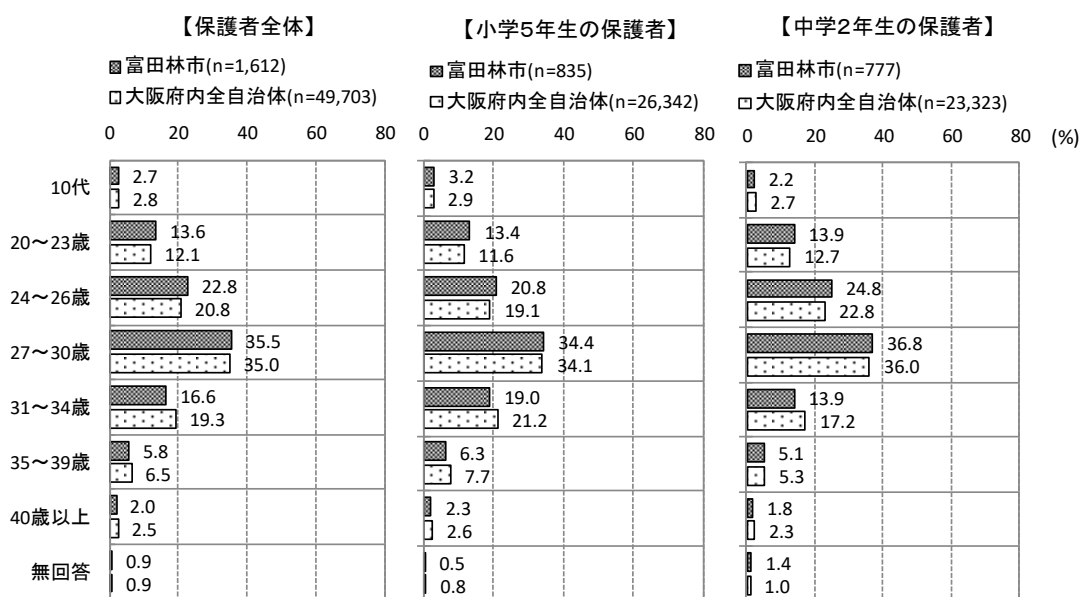 【保護者全体】 【小学5年生の保護者】 【中学2年生の保護者】
富田林市(n=1,612) 富田林市(n=835) 富田林市(n=777)
大阪府内全自治体(n=49,703) 大阪府内全自治体(n=26,342) 大阪府内全自治体(n=23,323)
0 20 40 60 80 0 20 40 60 80 0 20 40 60 80 (%)
10代 2.7 3.2 2.2
2.8 2.9 2.7
20～23歳 13.6 13.4 13.9
12.1 11.6 12.7
24～26歳 22.8 20.8 24.8
20.8 19.1 22.8
27～30歳 35.5 34.4 36.8
35.0 34.1 36.0
31～34歳 16.6 19.0 13.9
19.3 21.2 17.2
35～39歳 5.8 6.3 5.1
6.5 7.7 5.3
40歳以上 2.0 2.3 1.8
2.5 2.6 2.3
無回答 0.9 0.5 1.4
0.9 0.8 1.0